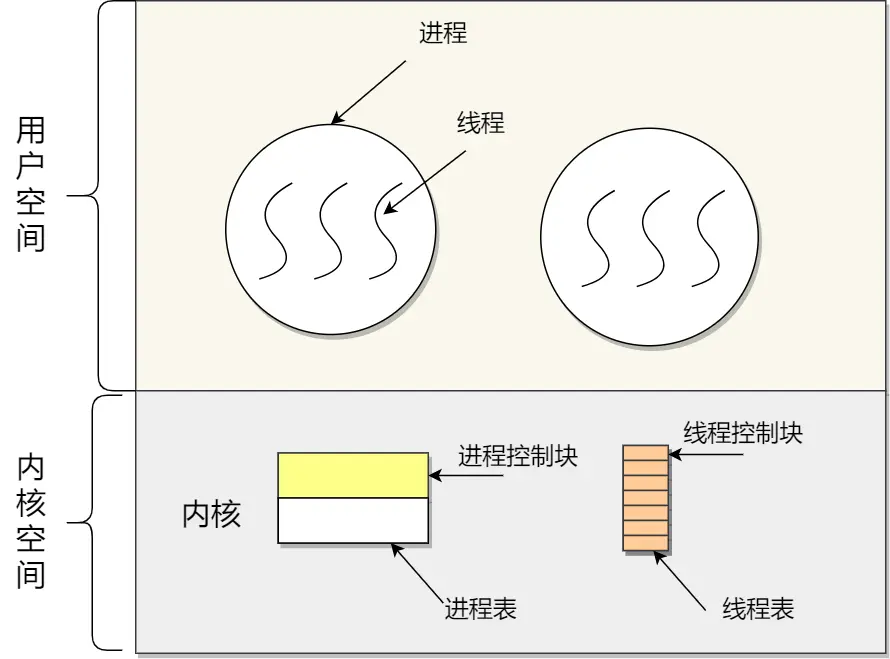 进程
线程
用户空间
线程控制块
进程控制块
内核
内核空间
进程表
线程表